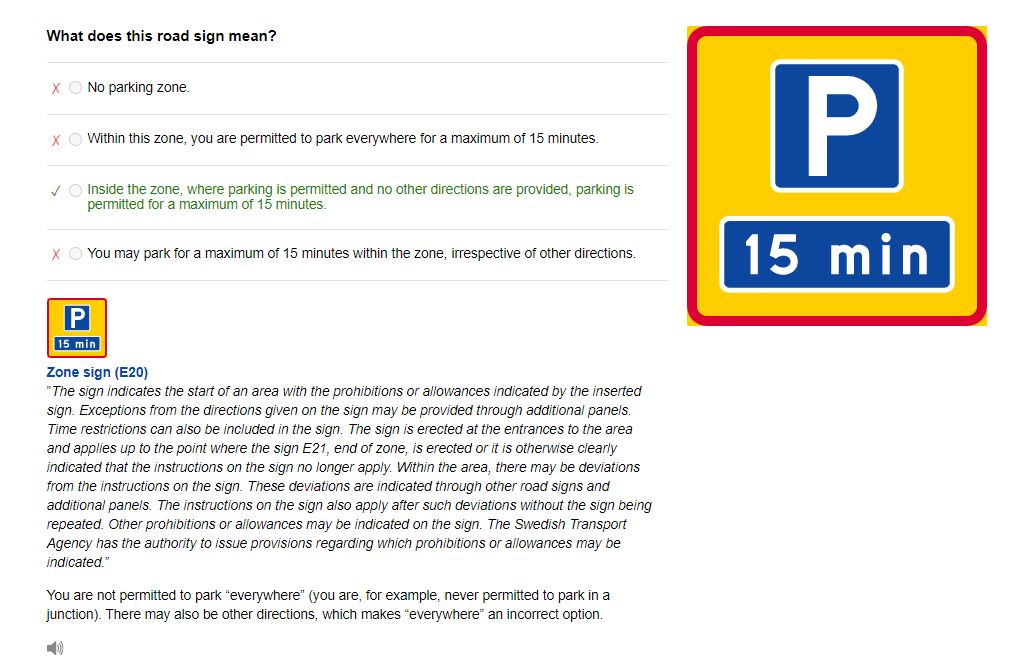 What does this road sign mean?
No parking zone.
Within this zone, you are permitted to park everywhere for a maximum of 15 minutes.
Inside the zone, where parking is permitted and no other directions are provided, parking is
permitted for a maximum of 15 minutes.
You may park for a maximum of 15 minutes within the zone, irrespective of other directions.
P
15 min
P
15 min
Zone sign (E20)
”The sign indicates the start of an area with the prohibitions or allowances indicated by the inserted
sign. Exceptions from the directions given on the sign may be provided through additional panels.
Time restrictions can also be included in the sign. The sign is erected at the entrances to the area
and applies up to the point where the sign E21, end of zone, is erected or it is otherwise clearly
indicated that the instructions on the sign no longer apply. Within the area, there may be deviations
from the instructions on the sign. These deviations are indicated through other road signs and
additional panels. The instructions on the sign also apply after such deviations without the sign being
repeated. Other prohibitions or allowances may be indicated on the sign. The Swedish Transport
Agency has the authority to issue provisions regarding which prohibitions or allowances may be
indicated.”
You are not permitted to park “everywhere” (you are, for example, never permitted to park in a
junction). There may also be other directions, which makes “everywhere” an incorrect option.